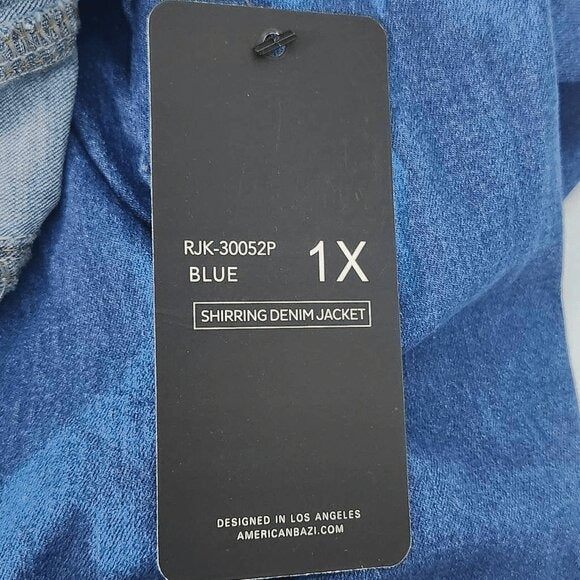 RJK-30052P 1X
BLUE
SHIRRING DENIM JACKET
DESIGNED IN LOS ANGELES
AMERICANBAZI.COM